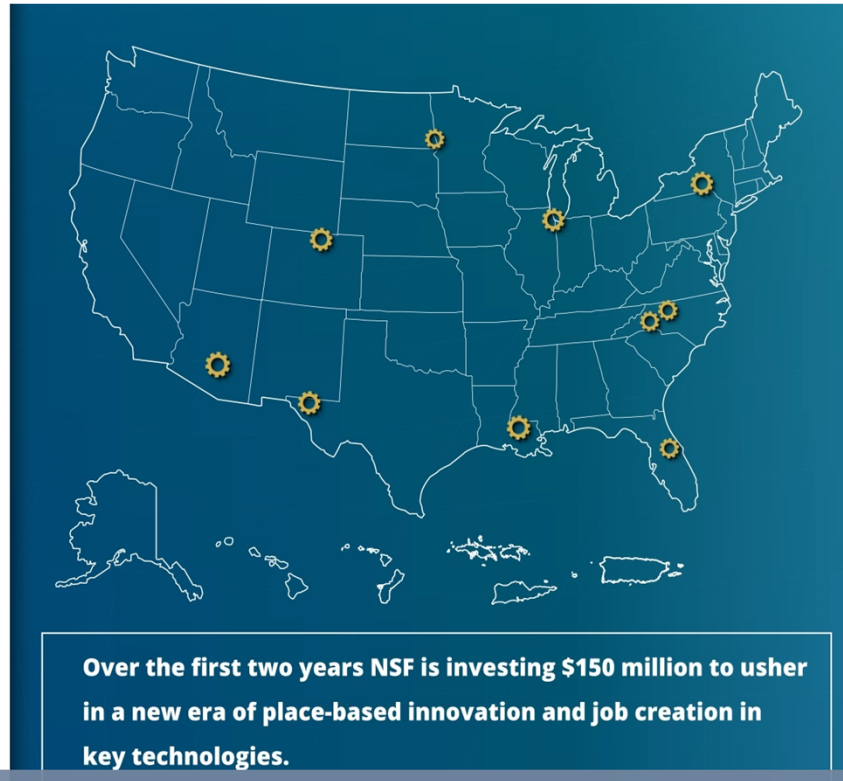 Over the first two years NSF is investing $150 million to usher
in a new era of place-based innovation and job creation in
key technologies.